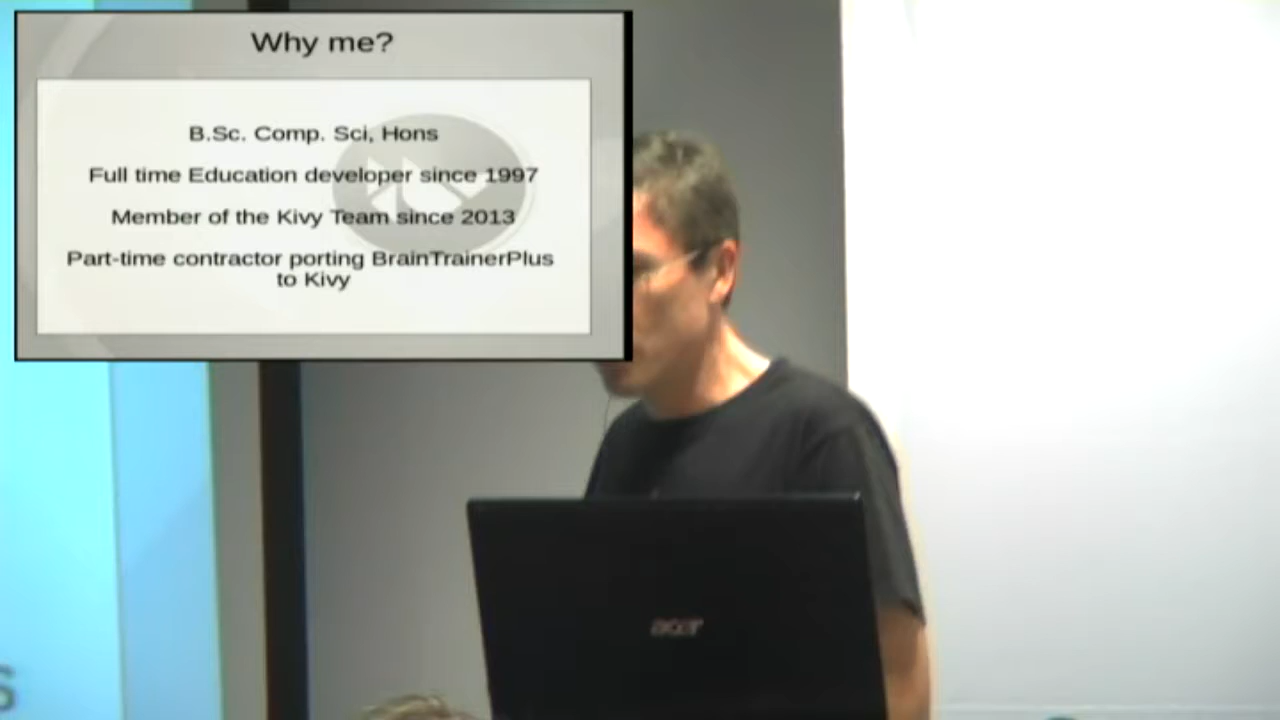 Why me?
B.Sc. Comp. Sci, Hons
Full time Education developer since 1997
Member of the Kivy Team since 2013
Part-time contractor porting BrainTrainerPlus
to Kivy
acer